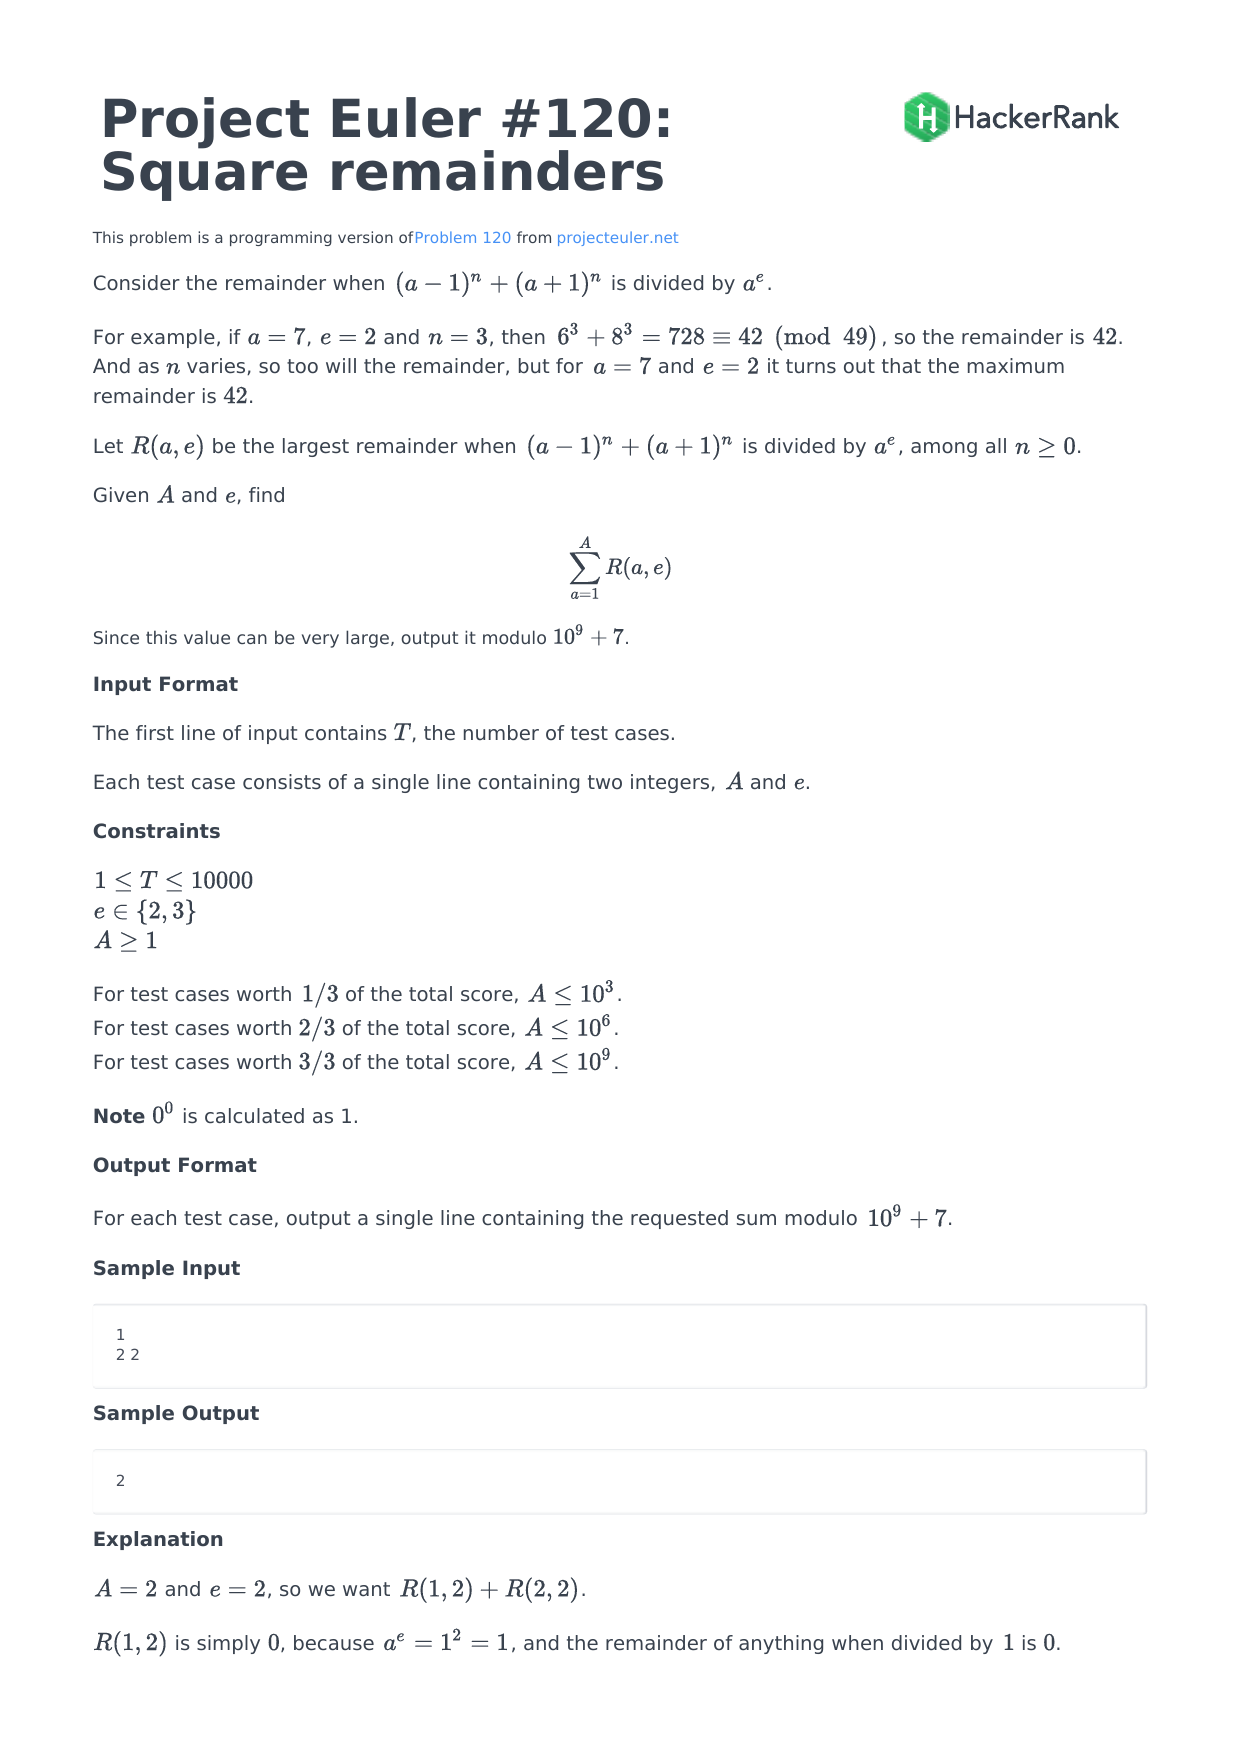 Project Euler #120:
Square remainders
HackerRank
This problem is a programming version ofProblem 120 from projecteuler.net
Consider the remainder when (a − 1)^n + (a + 1)^n is divided by a^e.
For example, if a = 7, e = 2 and n = 3, then 6^3 + 8^3 = 728 ≡ 42 (mod 49), so the remainder is 42.
And as n varies, so too will the remainder, but for a = 7 and e = 2 it turns out that the maximum
remainder is 42.
Let R(a, e) be the largest remainder when (a − 1)^n + (a + 1)^n is divided by a^e, among all n ≥ 0.
Given A and e, find
A
∑ R(a, e)
a=1
Since this value can be very large, output it modulo 10^9 + 7.
Input Format
The first line of input contains T, the number of test cases.
Each test case consists of a single line containing two integers, A and e.
Constraints
1 ≤ T ≤ 10000
e ∈ {2, 3}
A ≥ 1
For test cases worth 1/3 of the total score, A ≤ 10^3.
For test cases worth 2/3 of the total score, A ≤ 10^6.
For test cases worth 3/3 of the total score, A ≤ 10^9.
Note 0^0 is calculated as 1.
Output Format
For each test case, output a single line containing the requested sum modulo 10^9 + 7.
Sample Input
1
2 2
Sample Output
2
Explanation
A = 2 and e = 2, so we want R(1, 2) + R(2, 2).
R(1, 2) is simply 0, because a^e = 1^2 = 1, and the remainder of anything when divided by 1 is 0.